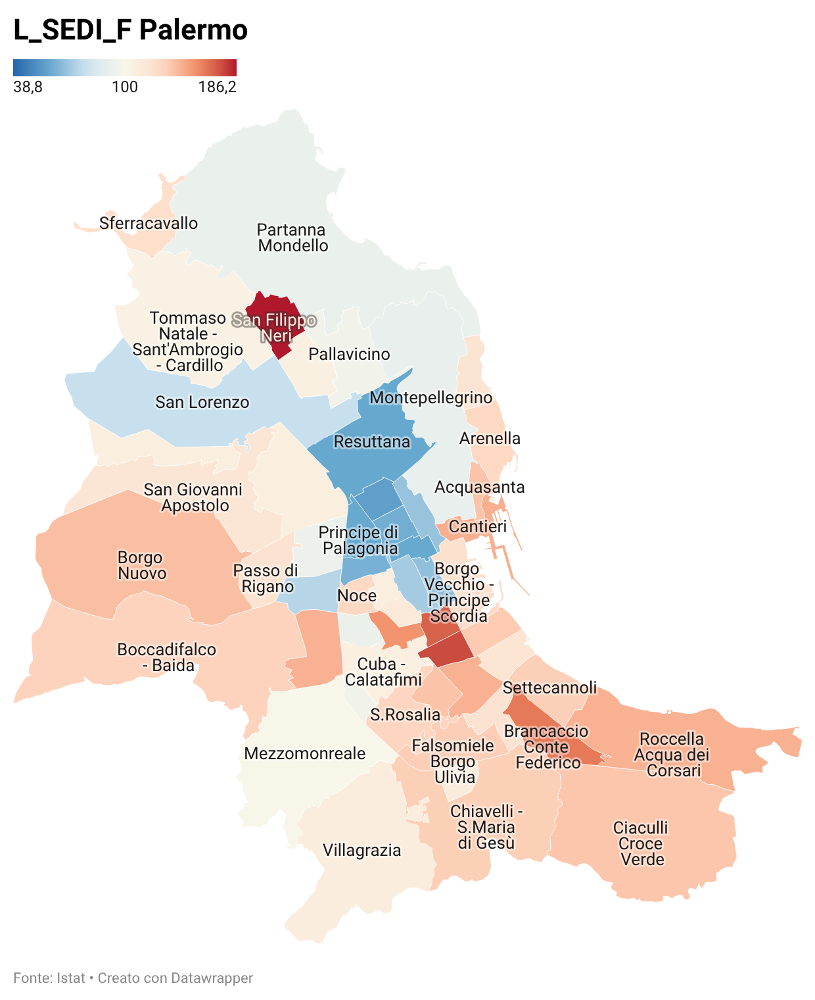 L_SEDI_F Palermo
38,8 100 186,2
Sferracavallo
Partanna
Mondello
Tommaso
Natale -
Sant'Ambrogio
- Cardillo
San Filippo
Neri
Pallavicino
San Lorenzo
Montepellegrino
Resuttana
Arenella
San Giovanni
Apostolo
Acquasanta
Cantieri
Principe di
Palagonia
Borgo
Nuovo
Passo di
Rigano
Borgo
Vecchio -
Principe
Scordia
Noce
Boccadifalco
- Baida
Cuba -
Calatafimi
Settecannoli
S.Rosalia
Brancaccio
Conte
Federico
Roccella
Acqua dei
Corsari
Falsomiele
Borgo
Ulivia
Mezzomonreale
Chiavelli -
S.Maria
di Gesù
Ciaculli
Croce
Verde
Villagrazia
Fonte: Istat • Creato con Datawrapper